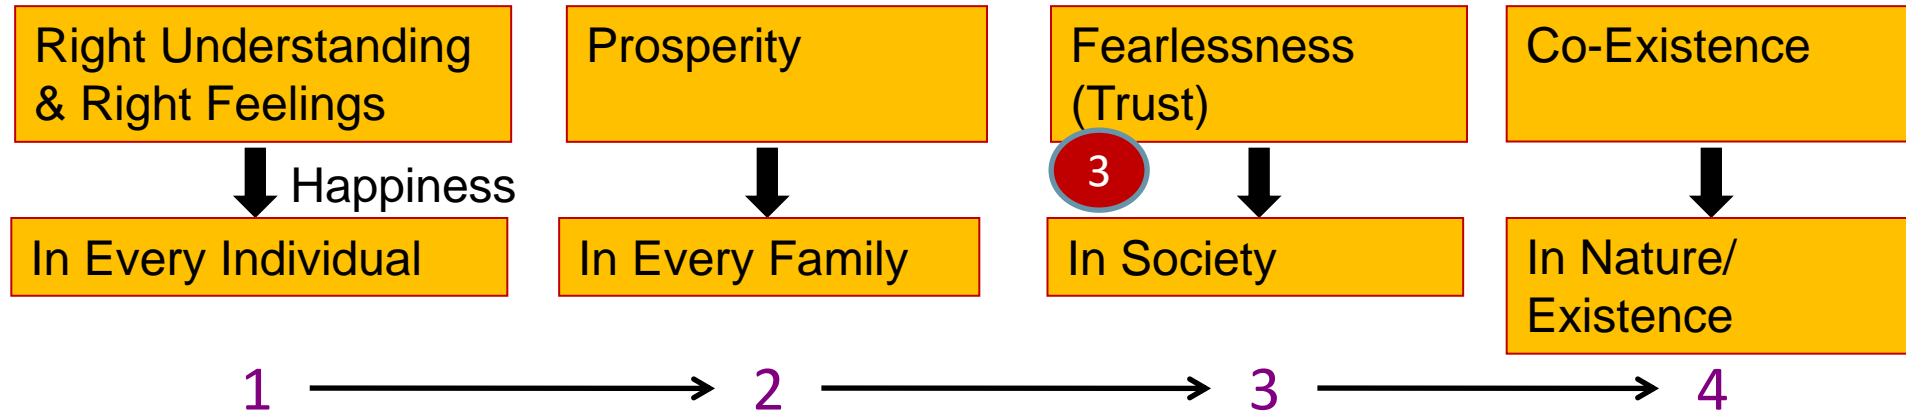 Right Understanding
& Right Feelings
Prosperity
Fearlessness
(Trust)
Co-Existence
Happiness
3
In Every Individual
In Every Family
In Society
In Nature/
Existence
1
2
3
4